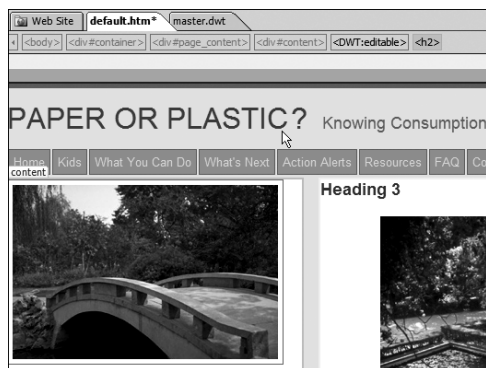 Web Site default.htm* master.dwt
<body> <div#container> <div#page_content> <div#content> <DWT:editable> <h2>
PAPER OR PLASTIC? Knowing Consumption
Home Kids What You Can Do What's Next Action Alerts Resources FAQ Co
content
Heading 3